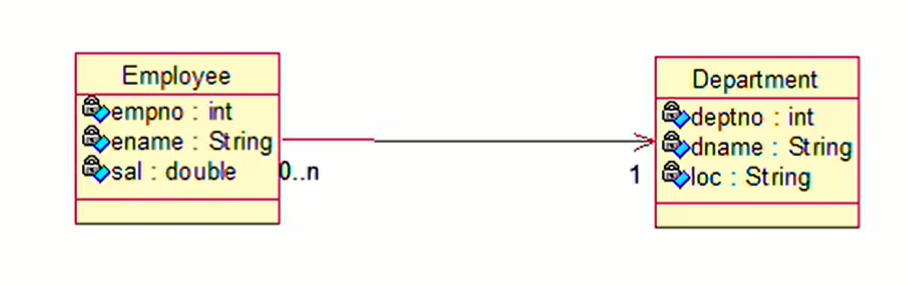 Employee
empno : int
ename : String
sal : double
0..n
1
Department
deptno : int
dname : String
loc : String